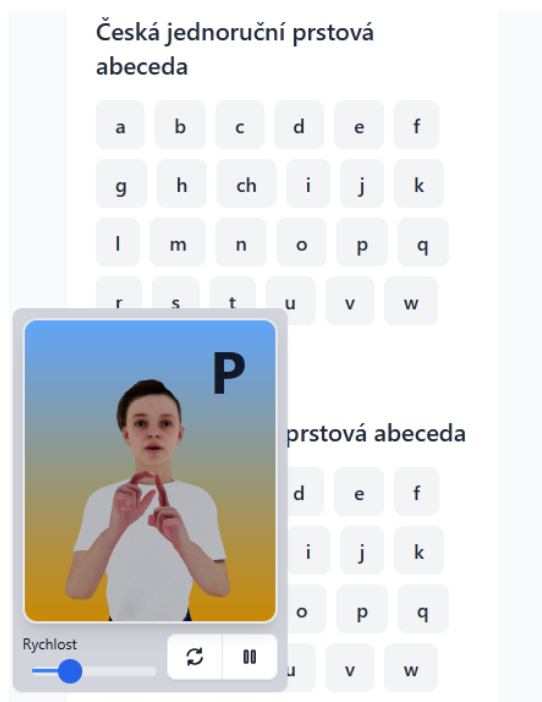 Česká jednoruční prstová
abeceda
a b c d e f
g h ch i j k
l m n o p q
r s t u v w
P
prstová abeceda
d e f
i j k
o p q
u v w
Rychlost